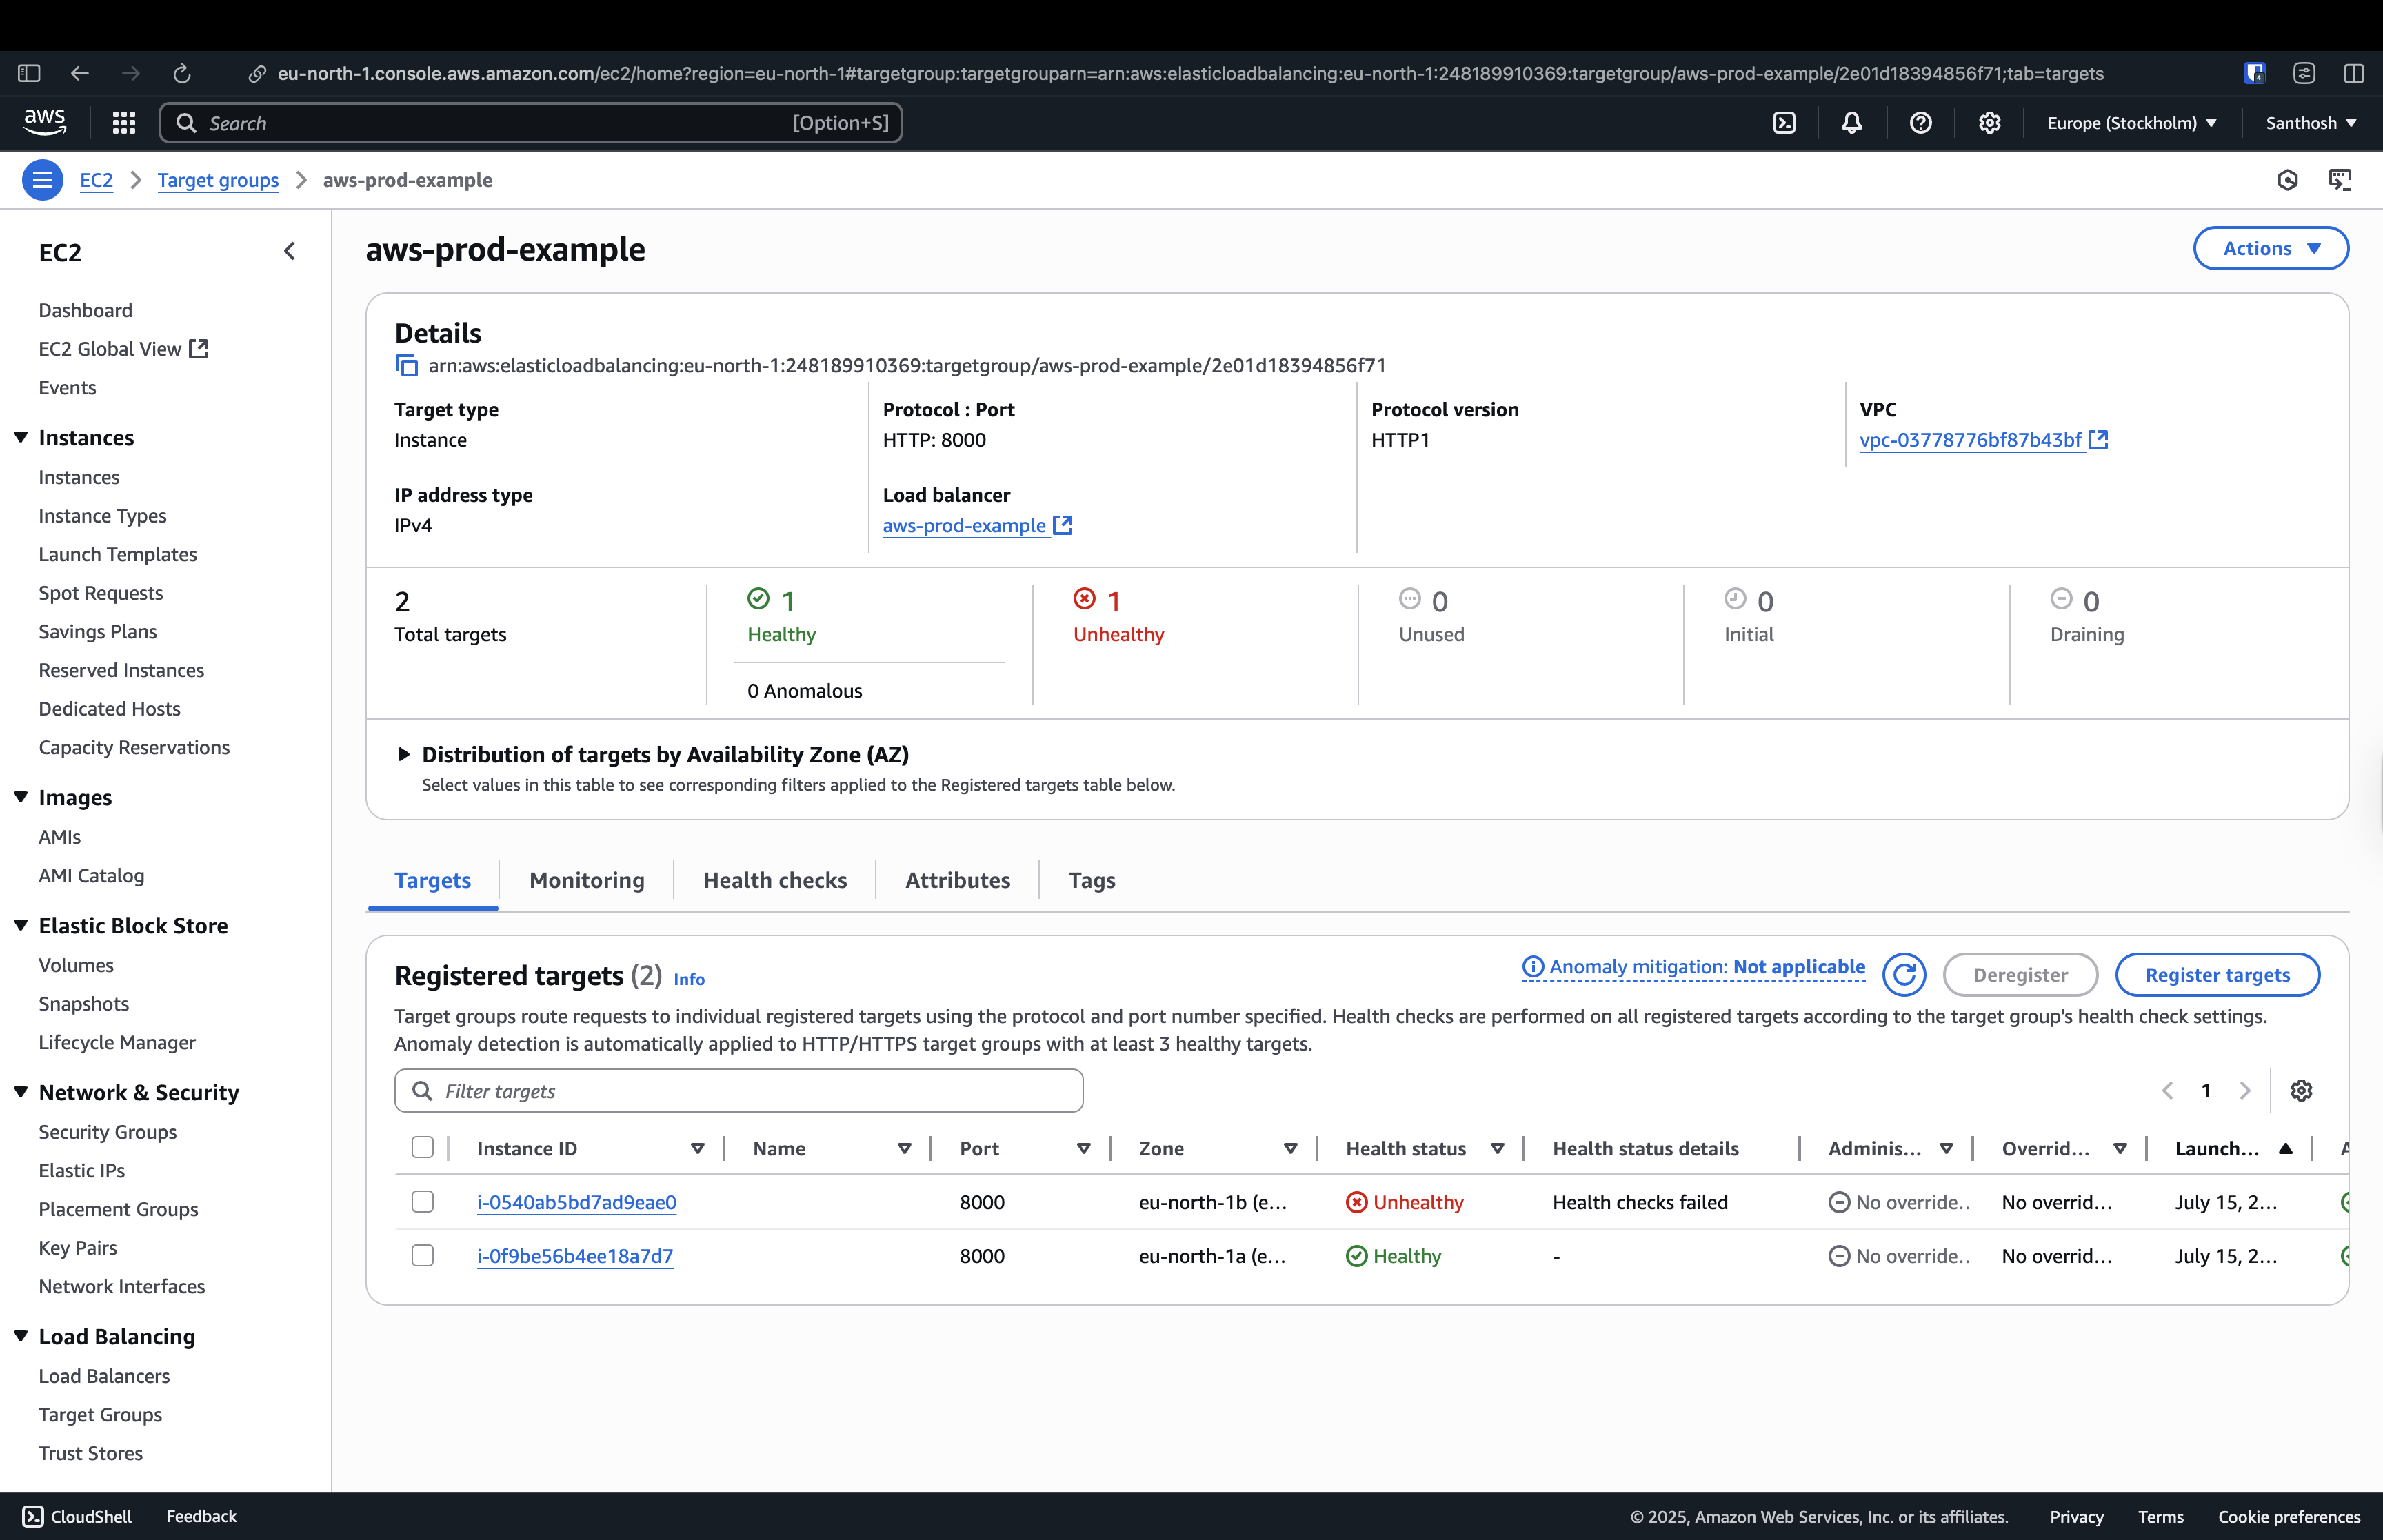 eu-north-1.console.aws.amazon.com/ec2/home?region=eu-north-1#targetgroup:targetgrouparn=arn:aws:elasticloadbalancing:eu-north-1:248189910369:targetgroup/aws-prod-example/2e01d18394856f71;tab=targets
aws
Search
[Option+S]
Europe (Stockholm)
Santhosh
EC2
Target groups
aws-prod-example
EC2
Dashboard
EC2 Global View
Events
Instances
Instances
Instance Types
Launch Templates
Spot Requests
Savings Plans
Reserved Instances
Dedicated Hosts
Capacity Reservations
Images
AMIs
AMI Catalog
Elastic Block Store
Volumes
Snapshots
Lifecycle Manager
Network & Security
Security Groups
Elastic IPs
Placement Groups
Key Pairs
Network Interfaces
Load Balancing
Load Balancers
Target Groups
Trust Stores
aws-prod-example
Actions
Details
arn:aws:elasticloadbalancing:eu-north-1:248189910369:targetgroup/aws-prod-example/2e01d18394856f71
Target type
Instance
Protocol : Port
HTTP: 8000
Protocol version
HTTP1
VPC
vpc-03778776bf87b43bf
IP address type
IPv4
Load balancer
aws-prod-example
2
Total targets
1
Healthy
0 Anomalous
1
Unhealthy
0
Unused
0
Initial
0
Draining
Distribution of targets by Availability Zone (AZ)
Select values in this table to see corresponding filters applied to the Registered targets table below.
Targets
Monitoring
Health checks
Attributes
Tags
Registered targets (2) Info
Anomaly mitigation: Not applicable
Deregister
Register targets
Target groups route requests to individual registered targets using the protocol and port number specified. Health checks are performed on all registered targets according to the target group's health check settings.
Anomaly detection is automatically applied to HTTP/HTTPS target groups with at least 3 healthy targets.
Filter targets
1
Instance ID Name Port Zone Health status Health status details Adminis... Overrid... Launch... A
i-0540ab5bd7ad9eae0 8000 eu-north-1b (e... Unhealthy Health checks failed No override.. No overrid... July 15, 2...
i-0f9be56b4ee18a7d7 8000 eu-north-1a (e... Healthy - No override.. No overrid... July 15, 2...
CloudShell
Feedback
© 2025, Amazon Web Services, Inc. or its affiliates.
Privacy
Terms
Cookie preferences